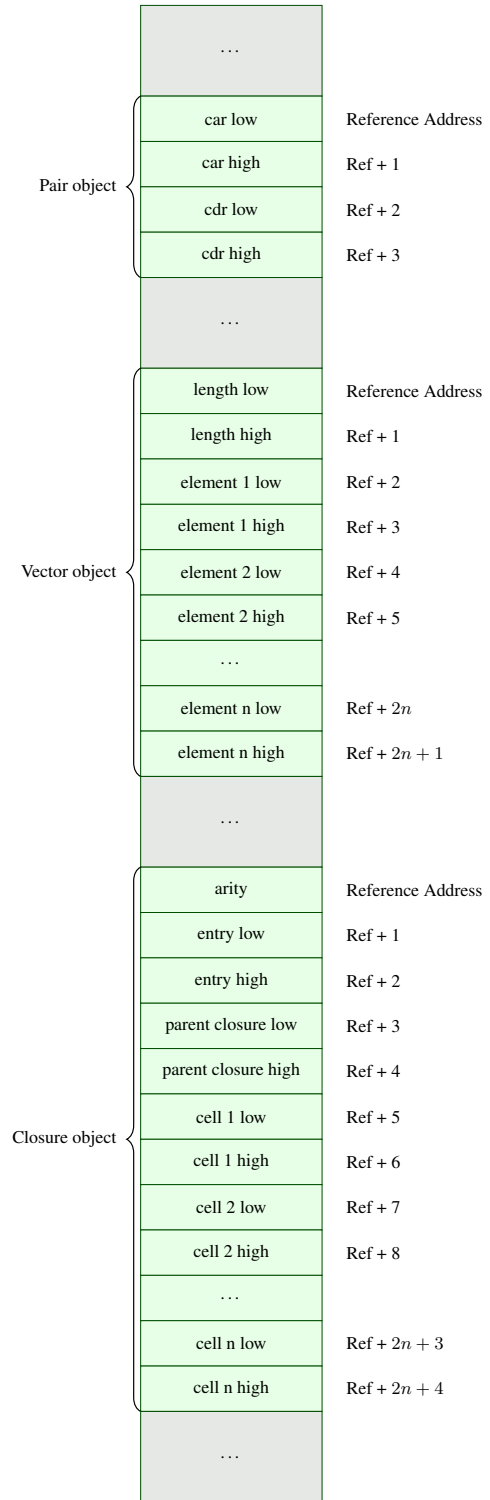 ...
car low Reference Address
car high Ref + 1
Pair object
cdr low Ref + 2
cdr high Ref + 3
...
length low Reference Address
length high Ref + 1
element 1 low Ref + 2
element 1 high Ref + 3
Vector object element 2 low Ref + 4
element 2 high Ref + 5
...
element n low Ref + 2n
element n high Ref + 2n + 1
...
arity Reference Address
entry low Ref + 1
entry high Ref + 2
parent closure low Ref + 3
parent closure high Ref + 4
cell 1 low Ref + 5
Closure object
cell 1 high Ref + 6
cell 2 low Ref + 7
cell 2 high Ref + 8
...
cell n low Ref + 2n + 3
cell n high Ref + 2n + 4
...